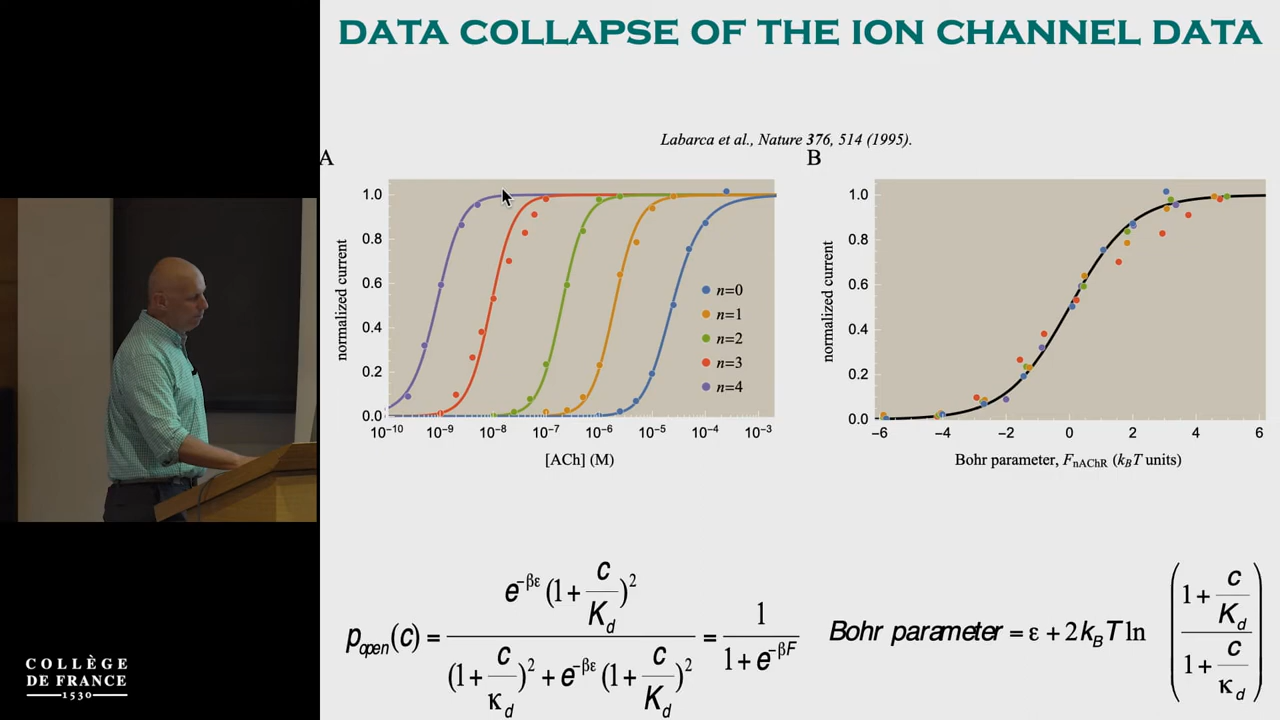 DATA COLLAPSE OF THE ION CHANNEL DATA
Labarca et al., Nature 376, 514 (1995).
A
B
normalized current
1.0
0.8
0.6
0.4
0.2
0.0
n=0
n=1
n=2
n=3
n=4
10⁻¹⁰ 10⁻⁹ 10⁻⁸ 10⁻⁷ 10⁻⁶ 10⁻⁵ 10⁻⁴ 10⁻³
[ACh] (M)
normalized current
1.0
0.8
0.6
0.4
0.2
0.0
−6 −4 −2 0 2 4 6
Bohr parameter, F_nAChR (k_BT units)
p_open(c) = e^−βε (1+ c/K_d)² / ((1+ c/κ_d)² + e^−βε (1+ c/K_d)²) = 1 / (1+e^−βF)
Bohr parameter = ε + 2k_BT ln ((1+ c/K_d) / (1+ c/κ_d))
COLLÈGE
DE FRANCE
1530